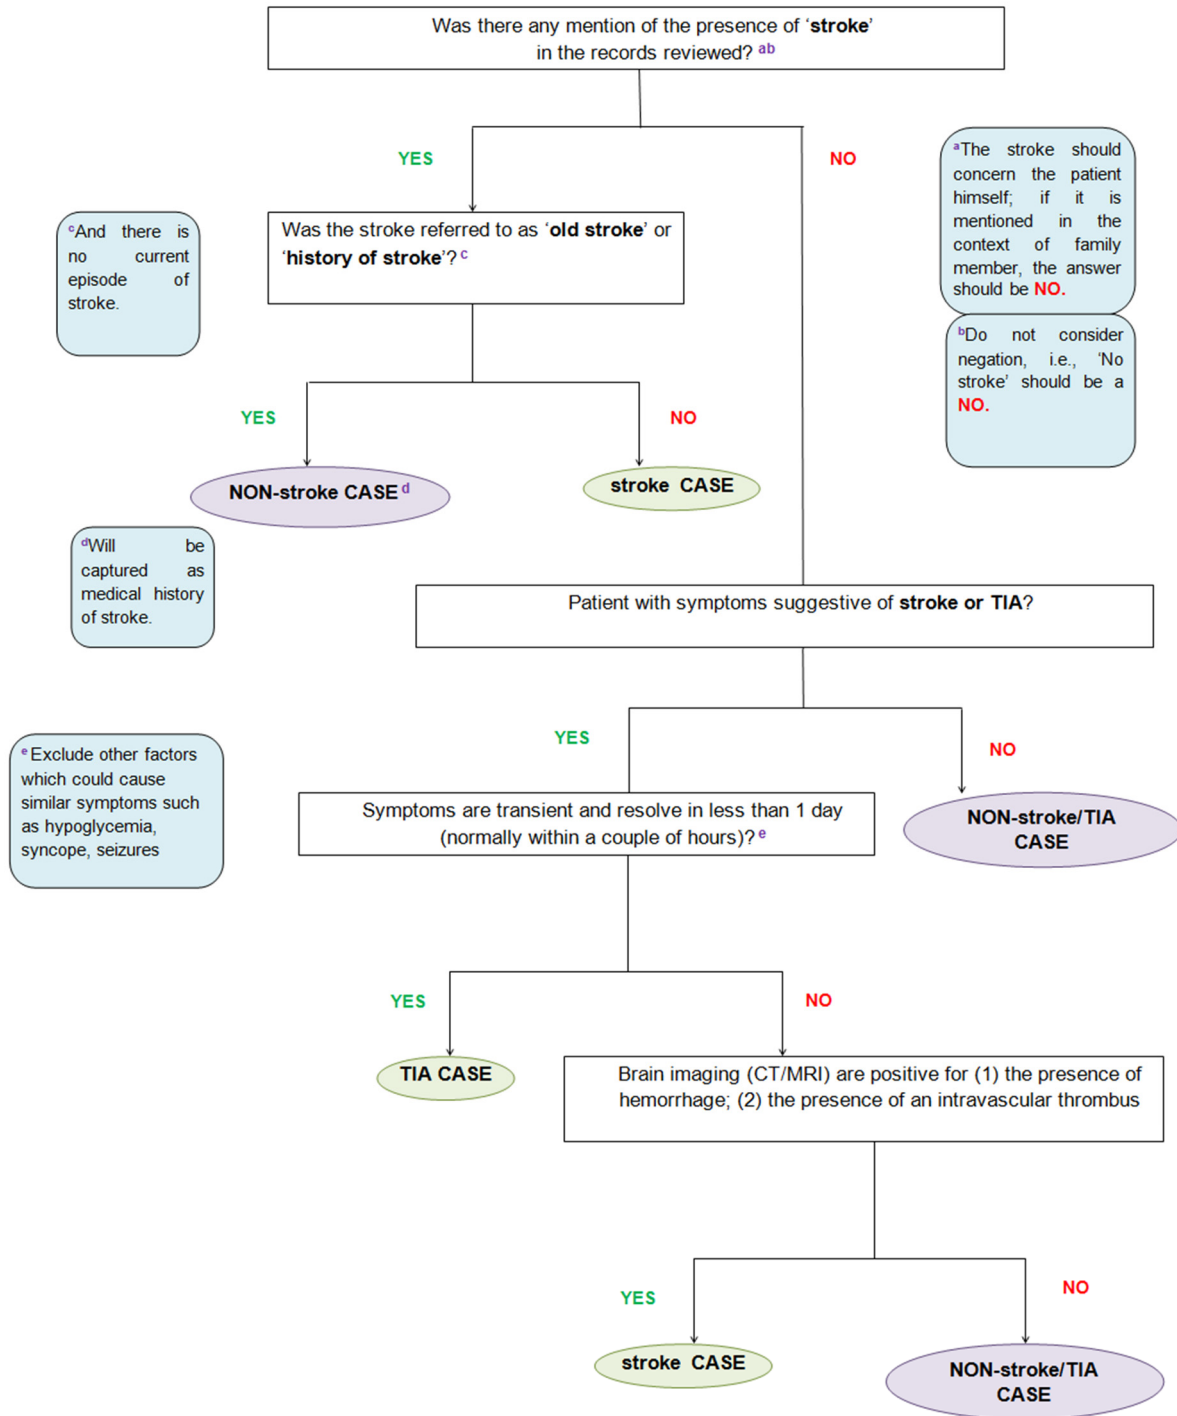 Was there any mention of the presence of ‘stroke’
in the records reviewed? ab
YES
NO
aThe stroke should
concern the patient
himself; if it is
mentioned in the
context of family
member, the answer
should be NO.
cAnd there is
no current
episode of
stroke.
Was the stroke referred to as ‘old stroke’ or
‘history of stroke’? c
bDo not consider
negation, i.e., ‘No
stroke’ should be a
NO.
YES
NO
NON-stroke CASE d
stroke CASE
dWill be
captured as
medical history
of stroke.
Patient with symptoms suggestive of stroke or TIA?
YES
NO
e Exclude other factors
which could cause
similar symptoms such
as hypoglycemia,
syncope, seizures
Symptoms are transient and resolve in less than 1 day
(normally within a couple of hours)? e
NON-stroke/TIA
CASE
YES
NO
TIA CASE
Brain imaging (CT/MRI) are positive for (1) the presence of
hemorrhage; (2) the presence of an intravascular thrombus
YES
NO
stroke CASE
NON-stroke/TIA
CASE